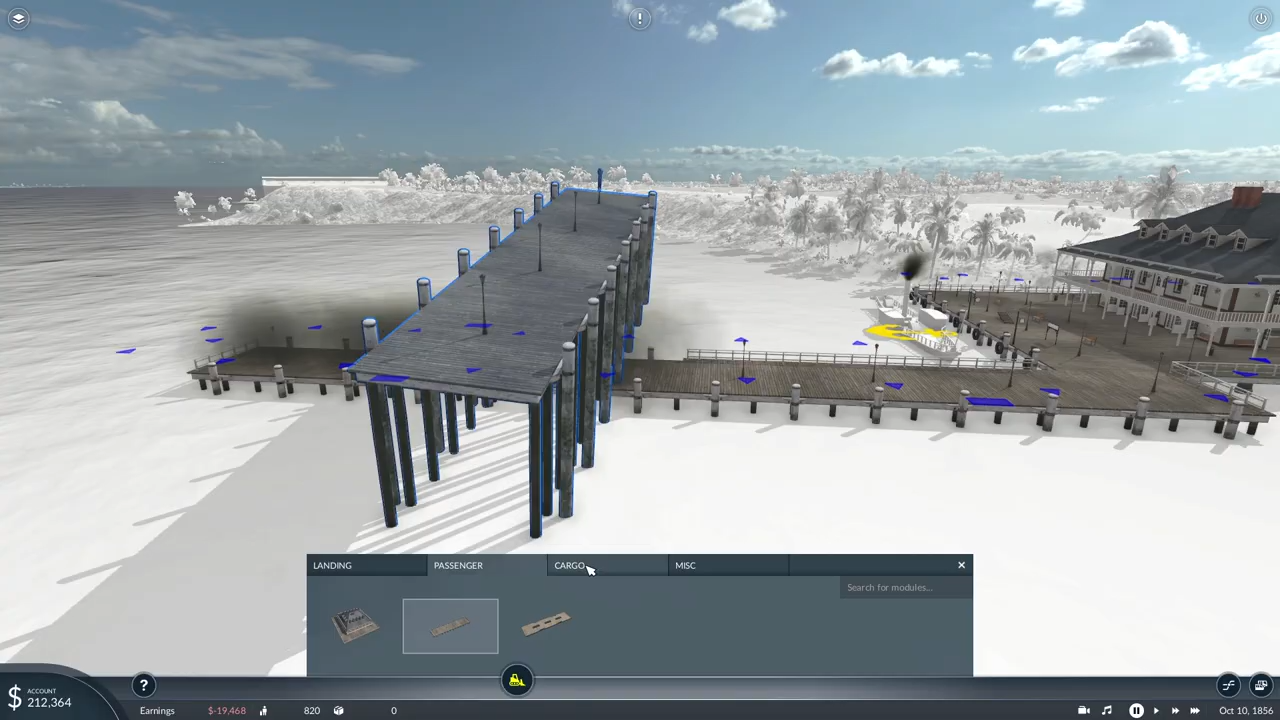 !
LANDING
PASSENGER
CARGO
MISC
×
Search for modules...
?
$ ACCOUNT
212,364
Earnings $-19,468 820 0 Oct 10, 1856